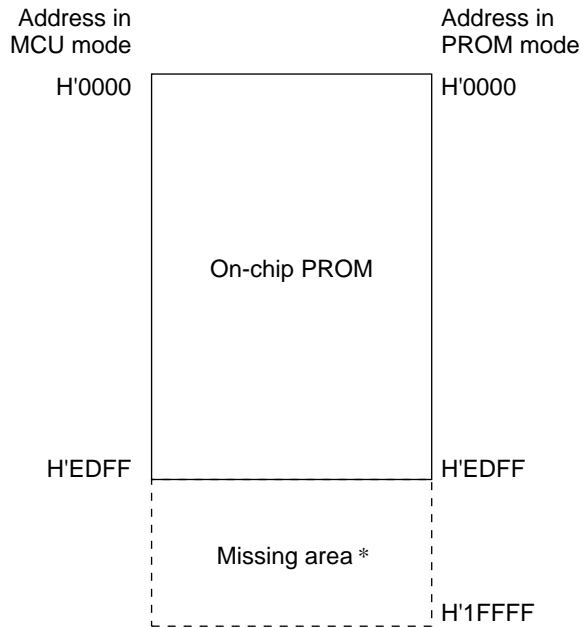 Address in
MCU mode
Address in
PROM mode
H'0000
H'0000
On-chip PROM
H'EDFF
H'EDFF
Missing area *
H'1FFFF